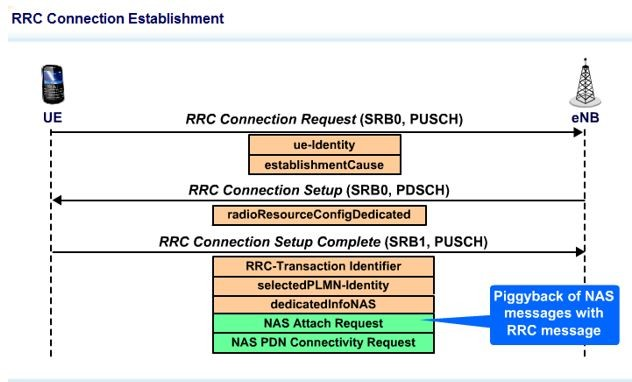 RRC Connection Establishment
UE
eNB
RRC Connection Request (SRB0, PUSCH)
ue-Identity
establishmentCause
RRC Connection Setup (SRB0, PDSCH)
radioResourceConfigDedicated
RRC Connection Setup Complete (SRB1, PUSCH)
RRC-Transaction Identifier
selectedPLMN-Identity
dedicatedInfoNAS
NAS Attach Request
NAS PDN Connectivity Request
Piggyback of NAS
messages with
RRC message